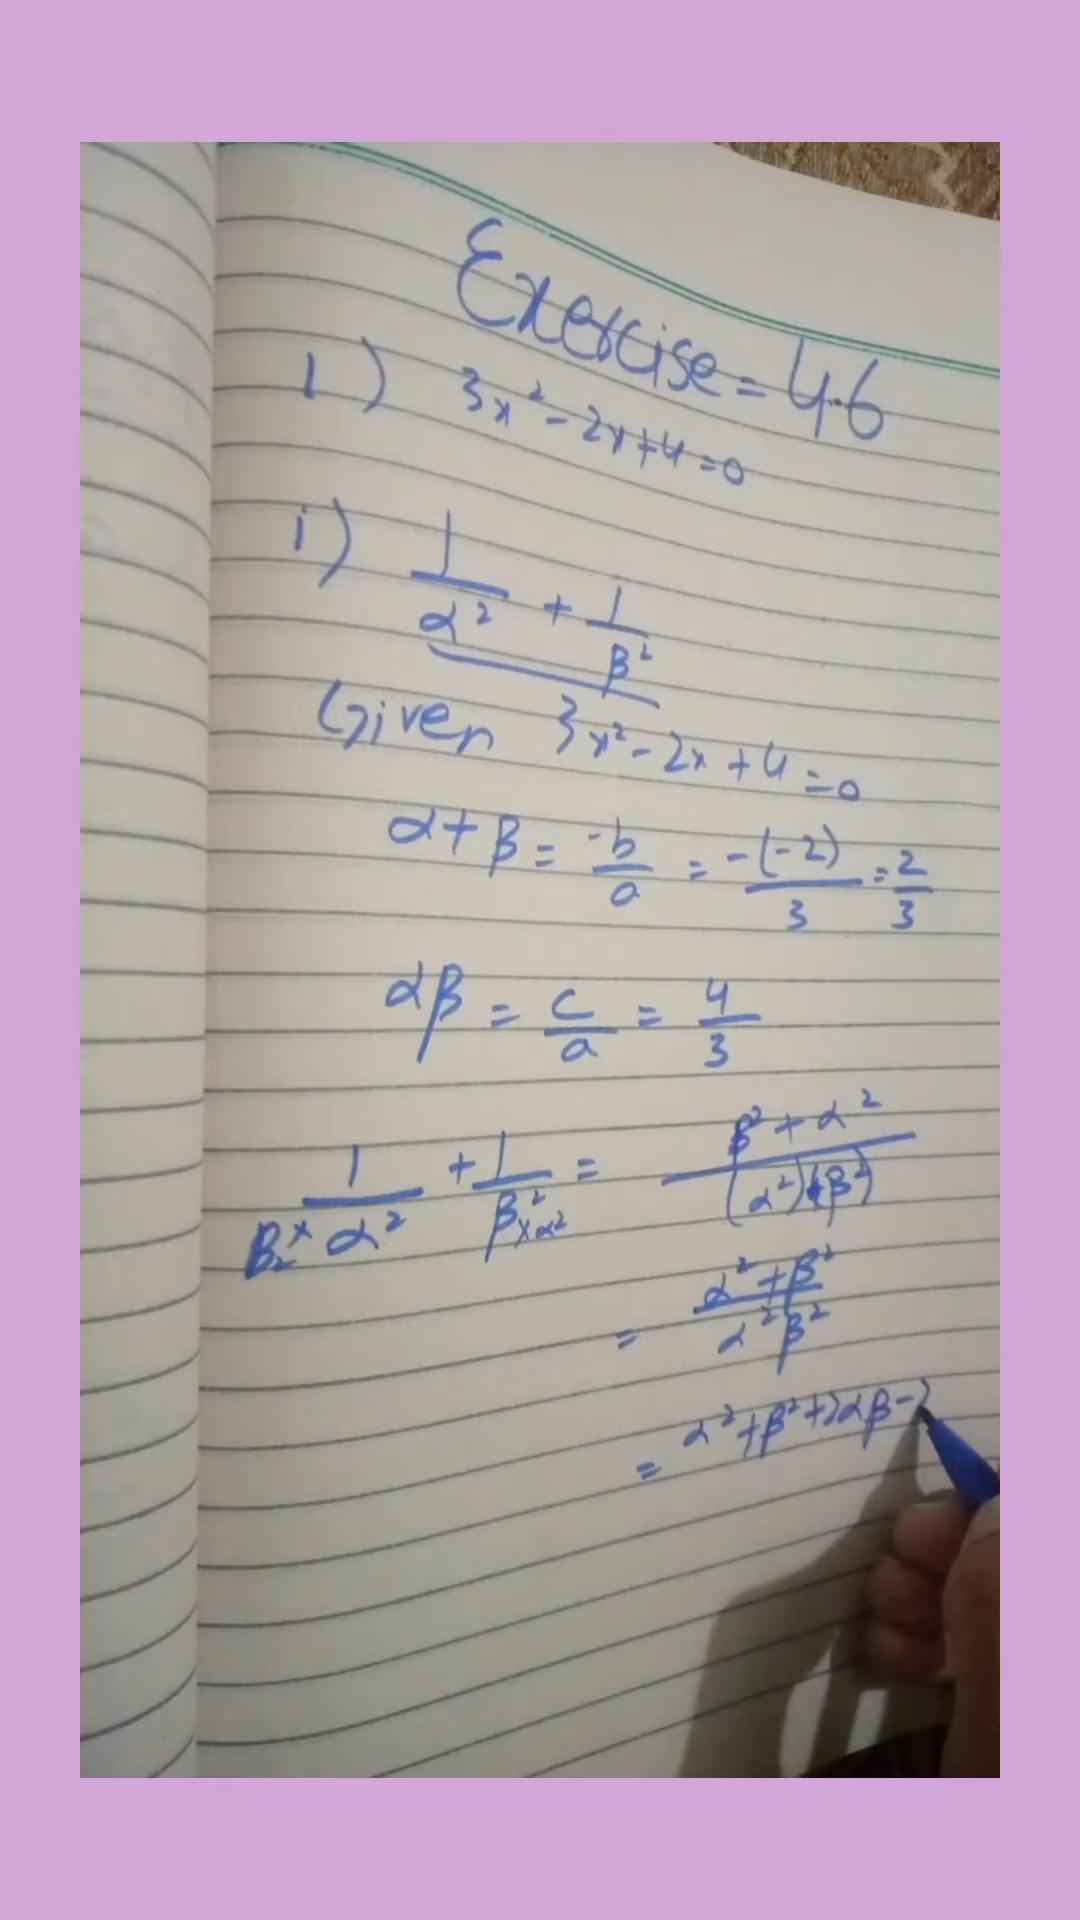 Exercise = 4.6
1) 3x² - 2x + 4 = 0
i) 1/α² + 1/β²
Given 3x² - 2x + 4 = 0
α + β = -b/a = -(-2)/3 = 2/3
αβ = c/a = 4/3
1/β²×α² + 1/β²×α² = β² + α²/(α²)(β²)
= α² + β²/α²β²
= α² + β² + 2αβ - 2